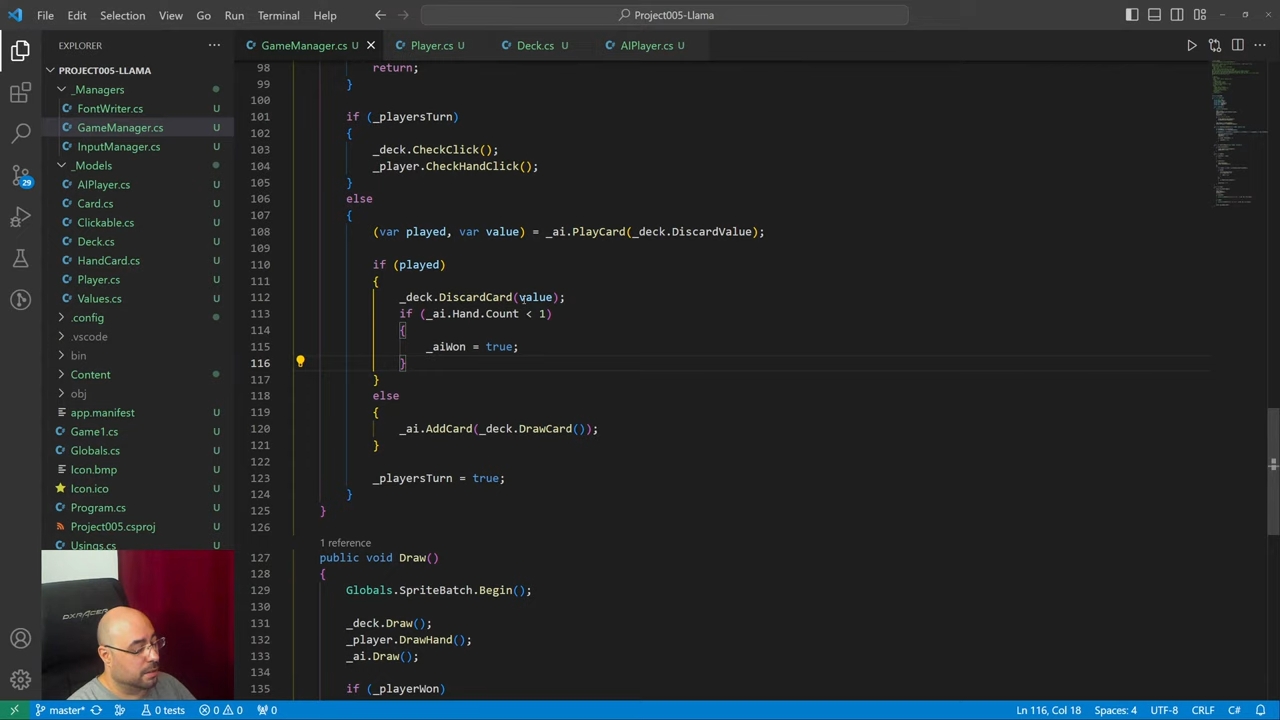 File Edit Selection View Go Run Terminal Help
Project005-Llama
EXPLORER
GameManager.cs
Player.cs U
Deck.cs U
AIPlayer.cs U
PROJECT005-LLAMA
_Managers
FontWriter.cs U
GameManager.cs U
InputManager.cs U
_Models
AIPlayer.cs U
Card.cs U
Clickable.cs U
Deck.cs U
HandCard.cs U
Player.cs U
Values.cs U
.config
.vscode
bin
Content
obj
app.manifest U
Game1.cs U
Globals.cs U
Icon.bmp U
Icon.ico U
Program.cs U
Project005.csproj U
Usings.cs U
29
98 return;
99 }
100
101 if (_playersTurn)
102 {
103 _deck.CheckClick();
104 _player.CheckHandClick();
105 }
106 else
107 {
108 (var played, var value) = _ai.PlayCard(_deck.DiscardValue);
109
110 if (played)
111 {
112 _deck.DiscardCard(value);
113 if (_ai.Hand.Count < 1)
114 {
115 _aiWon = true;
116 }
117 }
118 else
119 {
120 _ai.AddCard(_deck.DrawCard());
121 }
122
123 _playersTurn = true;
124 }
125 }
126
1 reference
127 public void Draw()
128 {
129 Globals.SpriteBatch.Begin();
130
131 _deck.Draw();
132 _player.DrawHand();
133 _ai.Draw();
134
135 if (_playerWon)
DXRACER
master* 0 tests 0 0 0
Ln 116, Col 18 Spaces: 4 UTF-8 CRLF C#